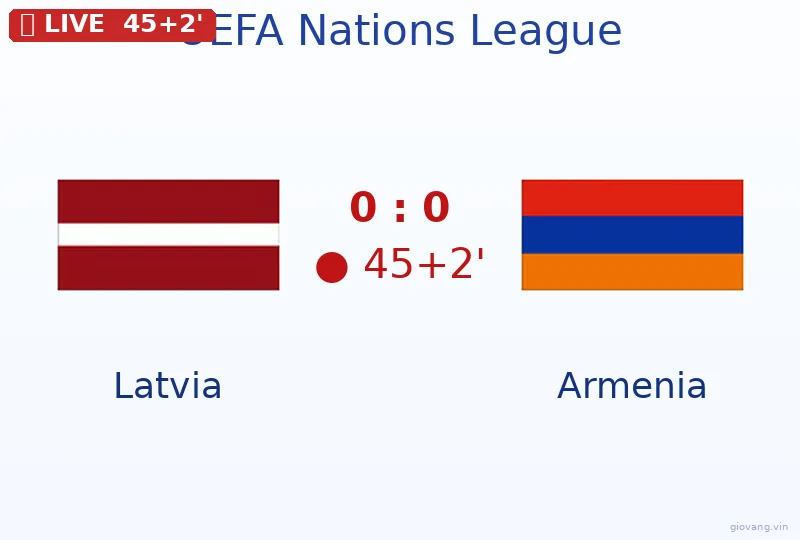 LIVE 45+2'
UEFA Nations League
0 : 0
45+2'
Latvia
Armenia
giovang.vin